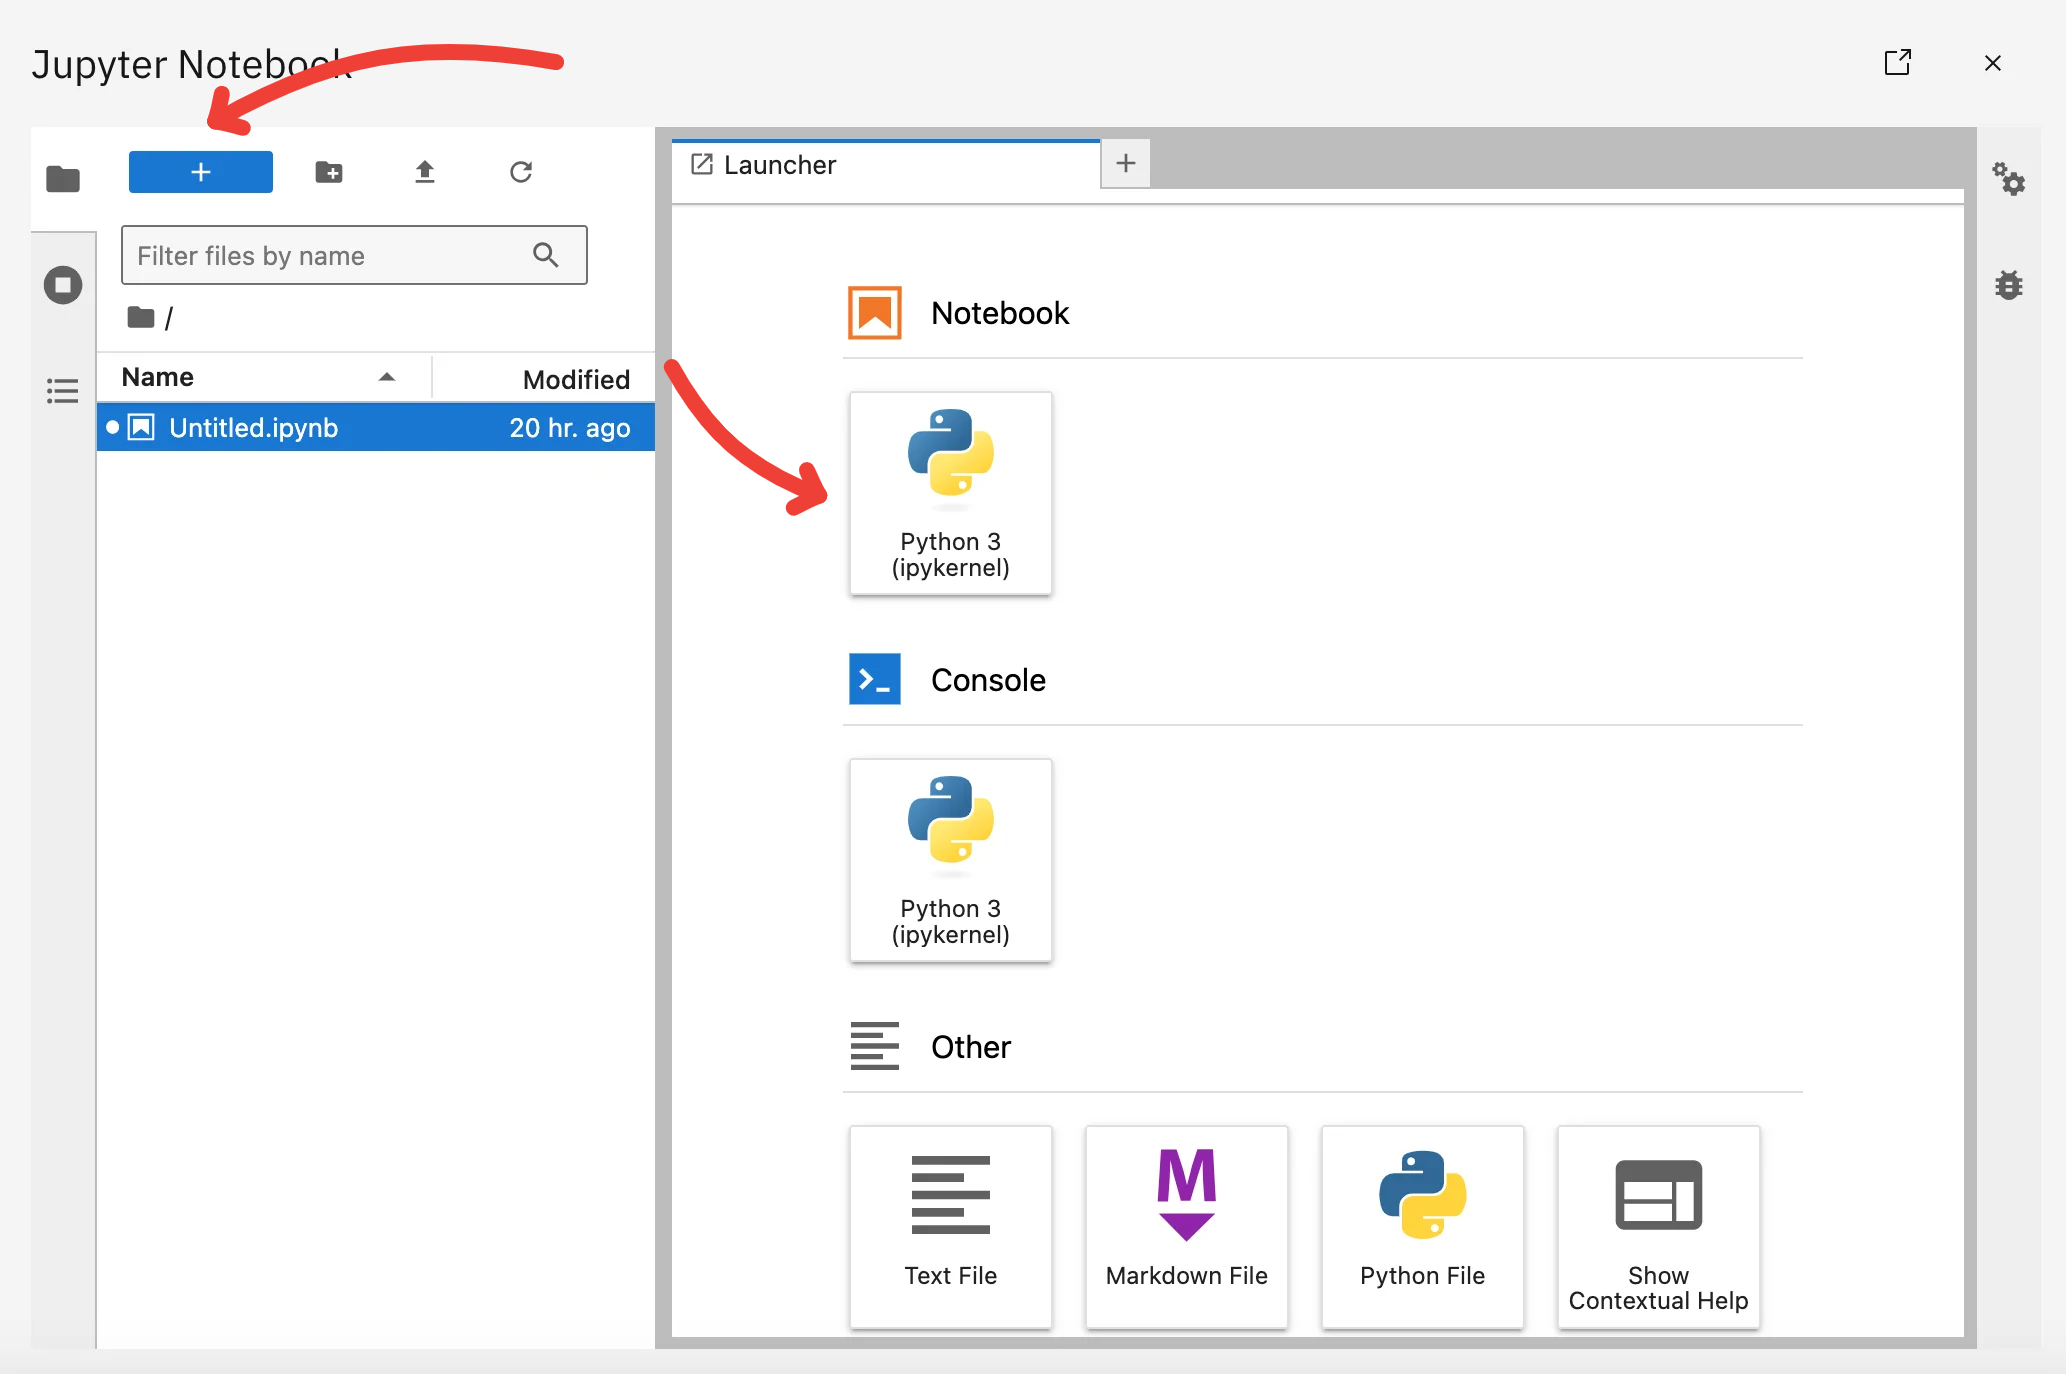 Jupyter Notebook
Filter files by name
/
Name
Modified
Untitled.ipynb
20 hr. ago
Launcher
Notebook
Python 3
(ipykernel)
Console
Python 3
(ipykernel)
Other
Text File
Markdown File
Python File
Show
Contextual Help